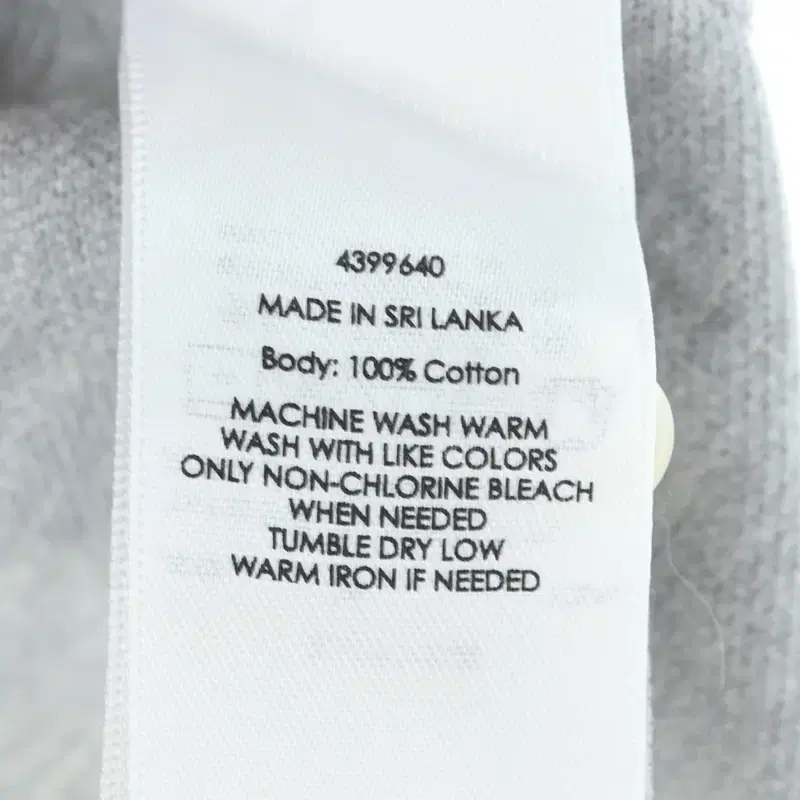 4399640
MADE IN SRI LANKA
Body: 100% Cotton
MACHINE WASH WARM
WASH WITH LIKE COLORS
ONLY NON-CHLORINE BLEACH
WHEN NEEDED
TUMBLE DRY LOW
WARM IRON IF NEEDED